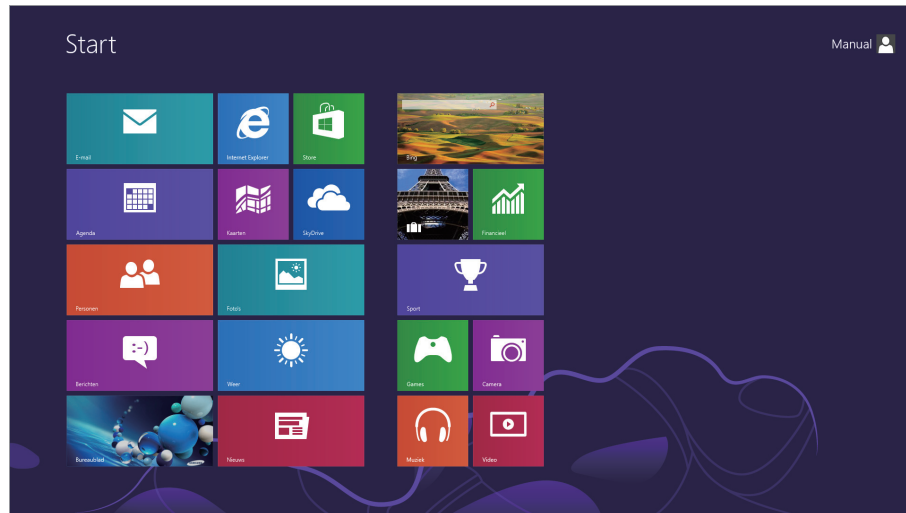 Start
Manual
E-mail
Internet Explorer
Store
Bing
Agenda
Kaarten
SkyDrive
Financieel
Personen
Foto's
Sport
Berichten
Weer
Games
Camera
Bureaublad
Nieuws
Muziek
Video